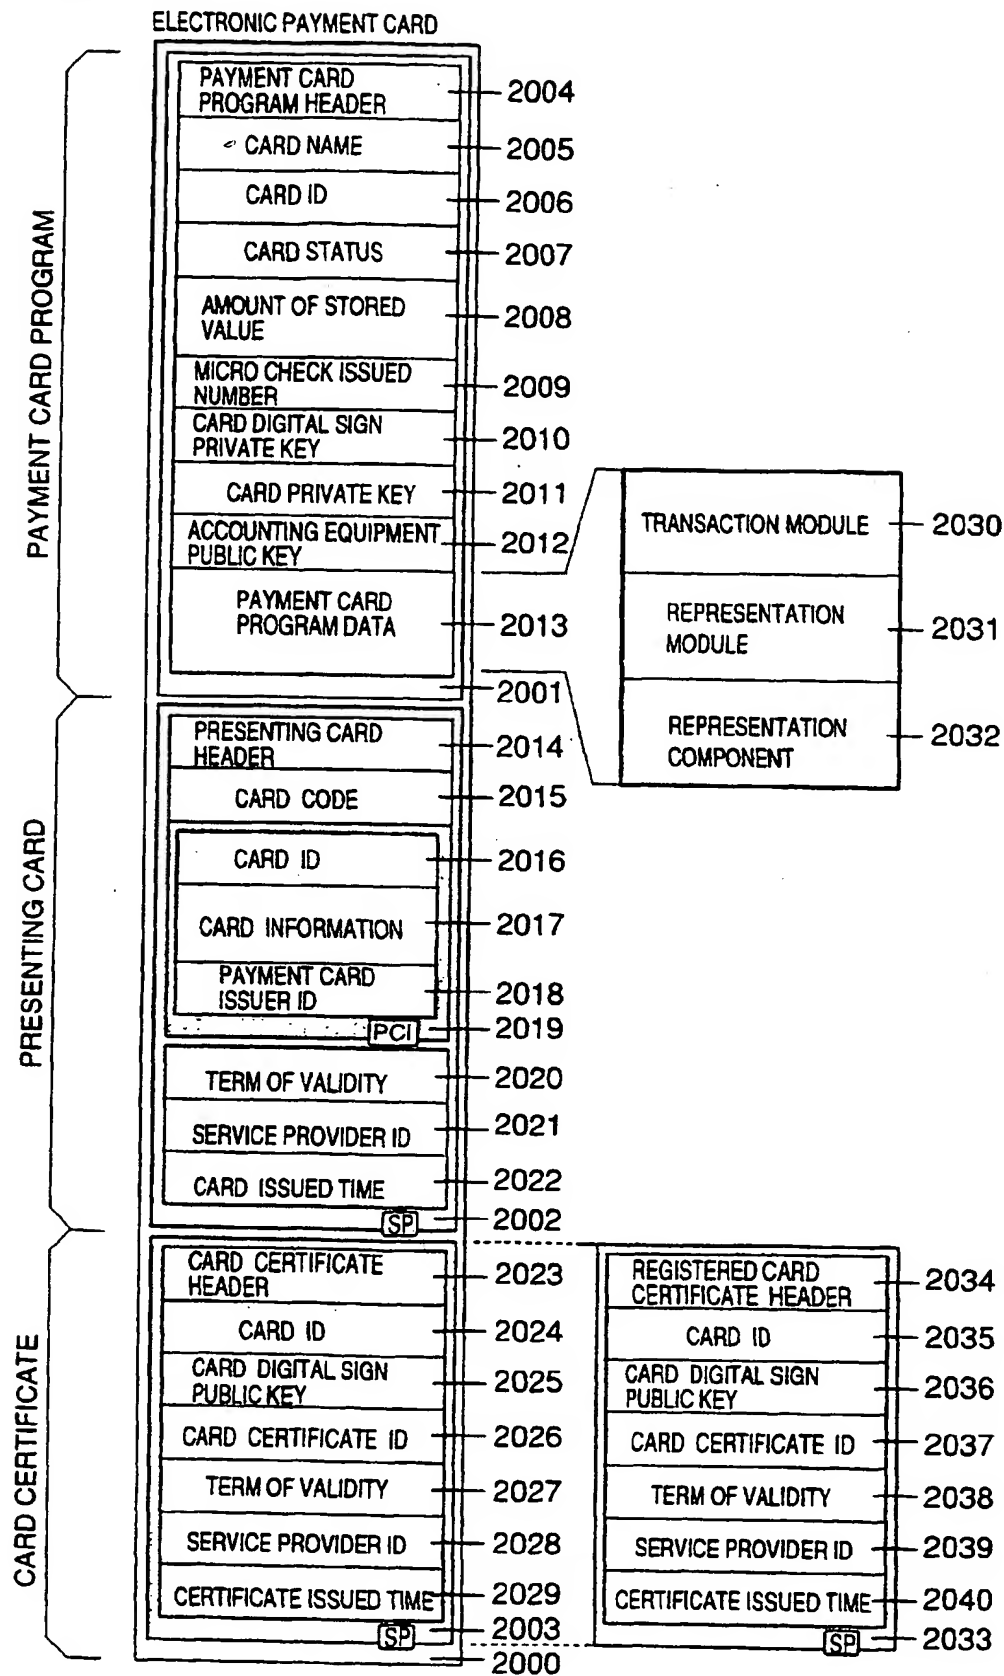 ELECTRONIC PAYMENT CARD
PAYMENT CARD PROGRAM
PAYMENT CARD
PROGRAM HEADER
2004
CARD NAME
2005
CARD ID
2006
CARD STATUS
2007
AMOUNT OF STORED
VALUE
2008
MICRO CHECK ISSUED
NUMBER
2009
CARD DIGITAL SIGN
PRIVATE KEY
2010
CARD PRIVATE KEY
2011
ACCOUNTING EQUIPMENT
PUBLIC KEY
2012
PAYMENT CARD
PROGRAM DATA
2013
2001
TRANSACTION MODULE
2030
REPRESENTATION
MODULE
2031
REPRESENTATION
COMPONENT
2032
PRESENTING CARD
PRESENTING CARD
HEADER
2014
CARD CODE
2015
CARD ID
2016
CARD INFORMATION
2017
PAYMENT CARD
ISSUER ID
2018
PCI
2019
TERM OF VALIDITY
2020
SERVICE PROVIDER ID
2021
CARD ISSUED TIME
2022
SP
2002
CARD CERTIFICATE
CARD CERTIFICATE
HEADER
2023
CARD ID
2024
CARD DIGITAL SIGN
PUBLIC KEY
2025
CARD CERTIFICATE ID
2026
TERM OF VALIDITY
2027
SERVICE PROVIDER ID
2028
CERTIFICATE ISSUED TIME
2029
SP
2003
2000
REGISTERED CARD
CERTIFICATE HEADER
2034
CARD ID
2035
CARD DIGITAL SIGN
PUBLIC KEY
2036
CARD CERTIFICATE ID
2037
TERM OF VALIDITY
2038
SERVICE PROVIDER ID
2039
CERTIFICATE ISSUED TIME
2040
SP
2033